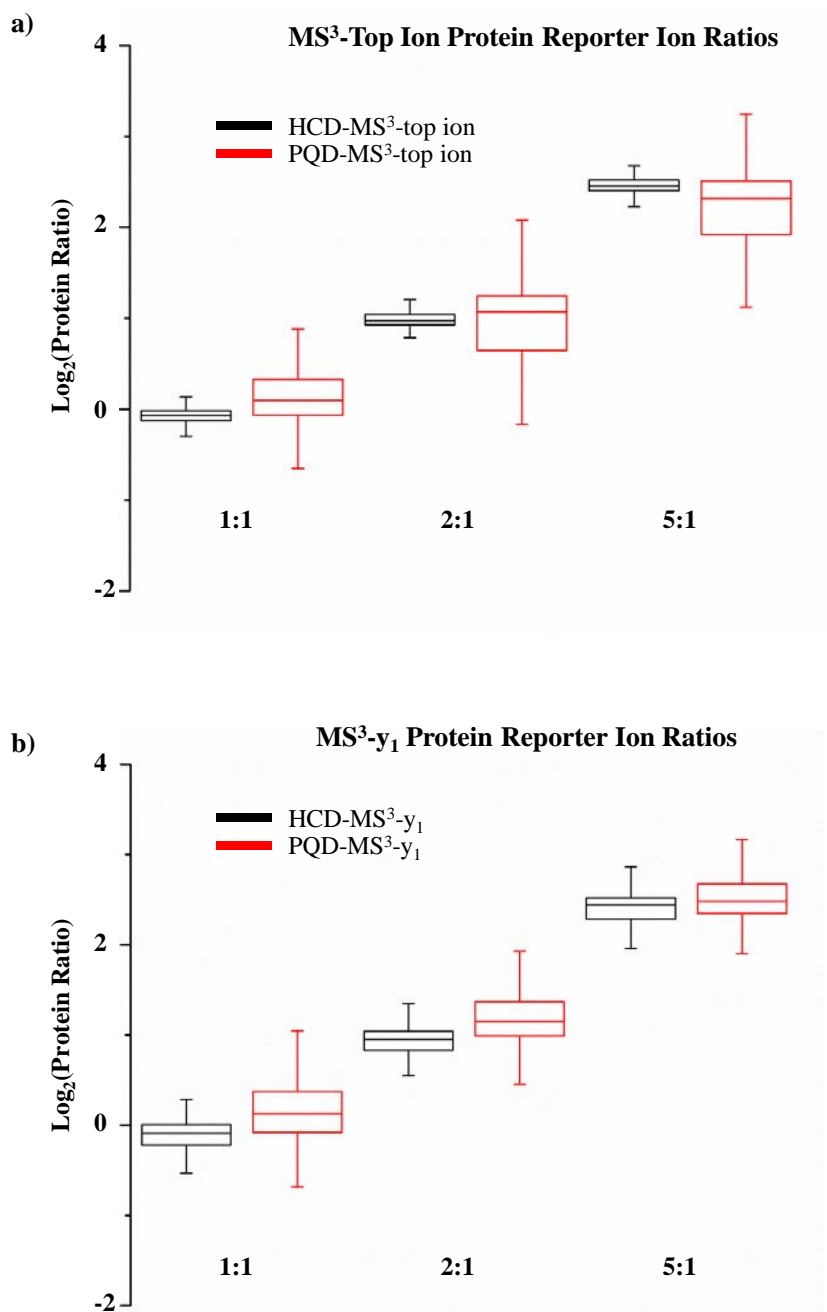 a)
MS³-Top Ion Protein Reporter Ion Ratios
4
HCD-MS³-top ion
PQD-MS³-top ion
2
Log₂(Protein Ratio)
0
1:1 2:1 5:1
-2
b)
MS³-y₁ Protein Reporter Ion Ratios
4
HCD-MS³-y₁
PQD-MS³-y₁
2
Log₂(Protein Ratio)
0
1:1 2:1 5:1
-2